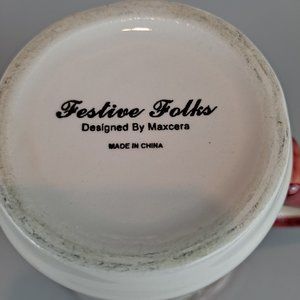 Festive Folks
Designed By Maxcera
MADE IN CHINA